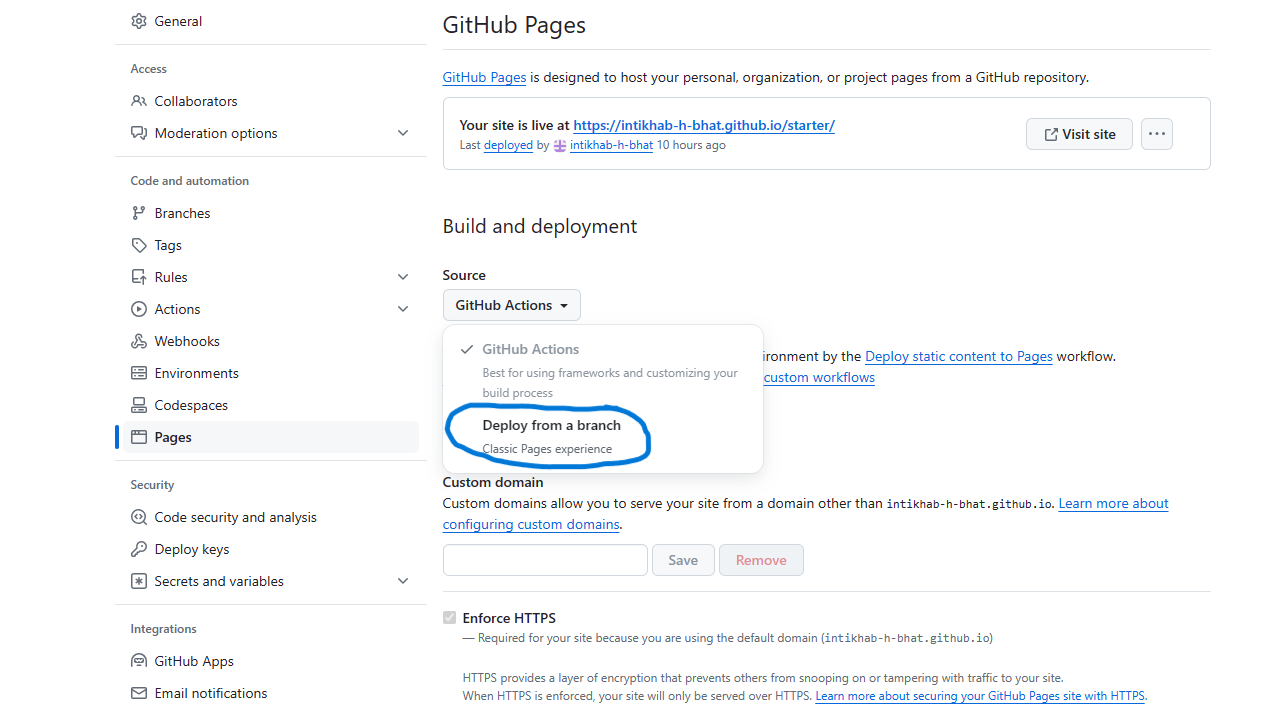 General
Access
Collaborators
Moderation options
Code and automation
Branches
Tags
Rules
Actions
Webhooks
Environments
Codespaces
Pages
Security
Code security and analysis
Deploy keys
Secrets and variables
Integrations
GitHub Apps
Email notifications
GitHub Pages
GitHub Pages is designed to host your personal, organization, or project pages from a GitHub repository.
Your site is live at https://intikhab-h-bhat.github.io/starter/
Last deployed by intikhab-h-bhat 10 hours ago
Visit site
Build and deployment
Source
GitHub Actions
GitHub Actions
Best for using frameworks and customizing your
build process
Deploy from a branch
Classic Pages experience
by the Deploy static content to Pages workflow.
custom workflows
Custom domain
Custom domains allow you to serve your site from a domain other than intikhab-h-bhat.github.io. Learn more about
configuring custom domains.
Save
Remove
Enforce HTTPS
— Required for your site because you are using the default domain (intikhab-h-bhat.github.io)
HTTPS provides a layer of encryption that prevents others from snooping on or tampering with traffic to your site.
When HTTPS is enforced, your site will only be served over HTTPS. Learn more about securing your GitHub Pages site with HTTPS.